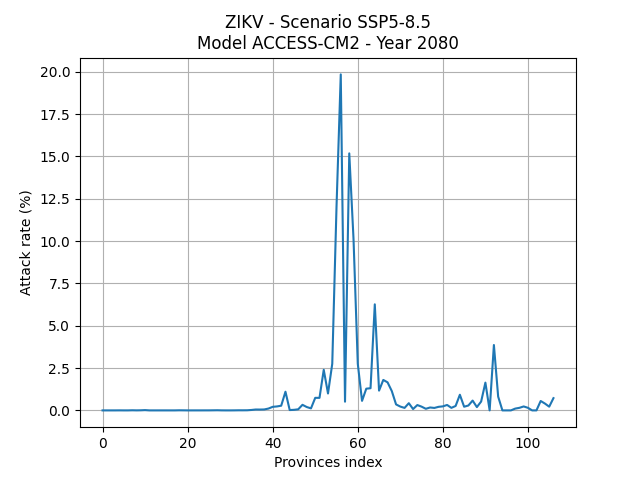 ZIKV - Scenario SSP5-8.5
Model ACCESS-CM2 - Year 2080
20.0
17.5
15.0
12.5
10.0
7.5
5.0
2.5
0.0
Attack rate (%)
0 20 40 60 80 100
Provinces index